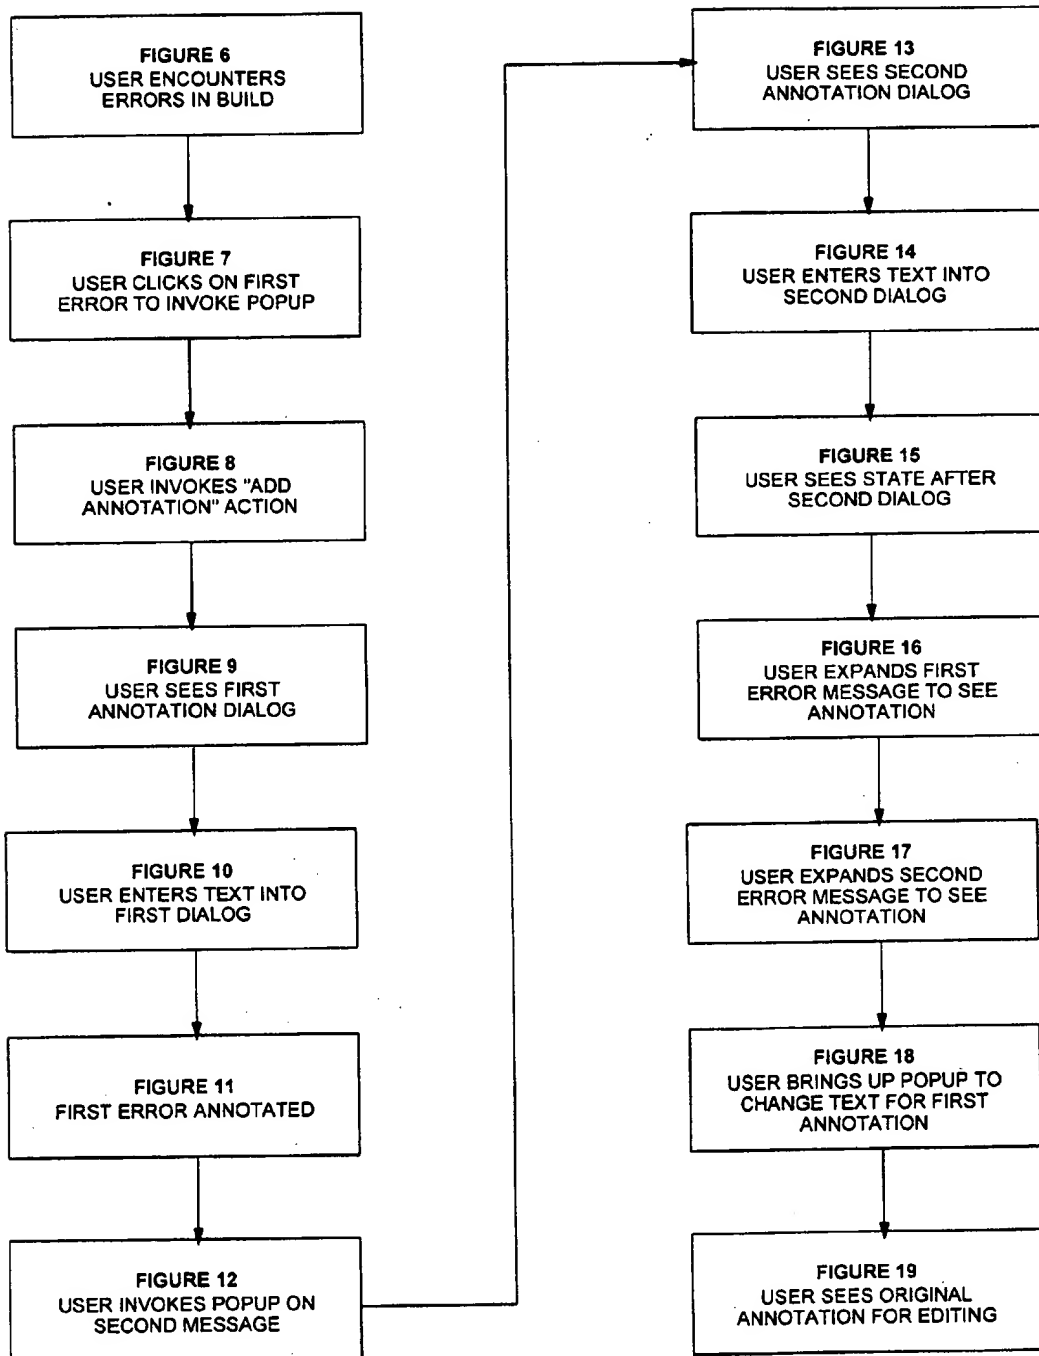 FIGURE 6
USER ENCOUNTERS
ERRORS IN BUILD
FIGURE 7
USER CLICKS ON FIRST
ERROR TO INVOKE POPUP
FIGURE 8
USER INVOKES "ADD
ANNOTATION" ACTION
FIGURE 9
USER SEES FIRST
ANNOTATION DIALOG
FIGURE 10
USER ENTERS TEXT INTO
FIRST DIALOG
FIGURE 11
FIRST ERROR ANNOTATED
FIGURE 12
USER INVOKES POPUP ON
SECOND MESSAGE
FIGURE 13
USER SEES SECOND
ANNOTATION DIALOG
FIGURE 14
USER ENTERS TEXT INTO
SECOND DIALOG
FIGURE 15
USER SEES STATE AFTER
SECOND DIALOG
FIGURE 16
USER EXPANDS FIRST
ERROR MESSAGE TO SEE
ANNOTATION
FIGURE 17
USER EXPANDS SECOND
ERROR MESSAGE TO SEE
ANNOTATION
FIGURE 18
USER BRINGS UP POPUP TO
CHANGE TEXT FOR FIRST
ANNOTATION
FIGURE 19
USER SEES ORIGINAL
ANNOTATION FOR EDITING